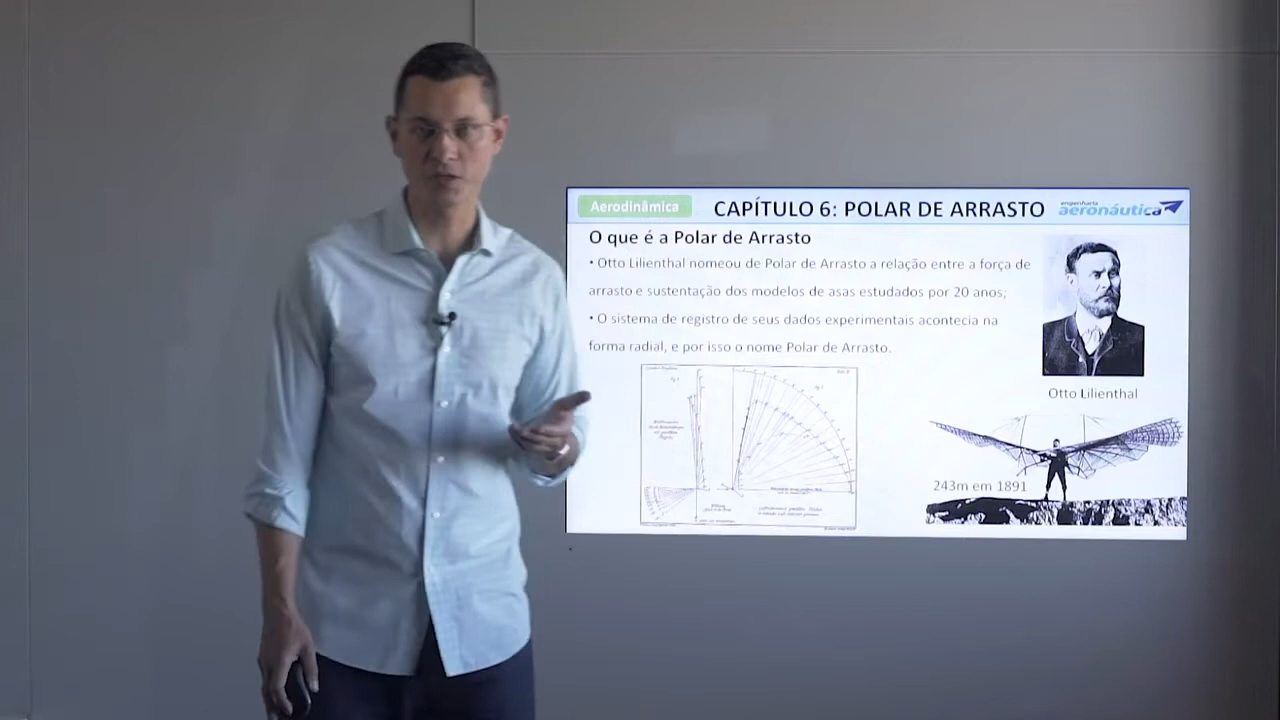 Aerodinâmica
CAPÍTULO 6: POLAR DE ARRASTO
engenharia
aeronáutica
O que é a Polar de Arrasto
• Otto Lilienthal nomeou de Polar de Arrasto a relação entre a força de
arrasto e sustentação dos modelos de asas estudados por 20 anos;
• O sistema de registro de seus dados experimentais acontecia na
forma radial, e por isso o nome Polar de Arrasto.
Otto Lilienthal
243m em 1891